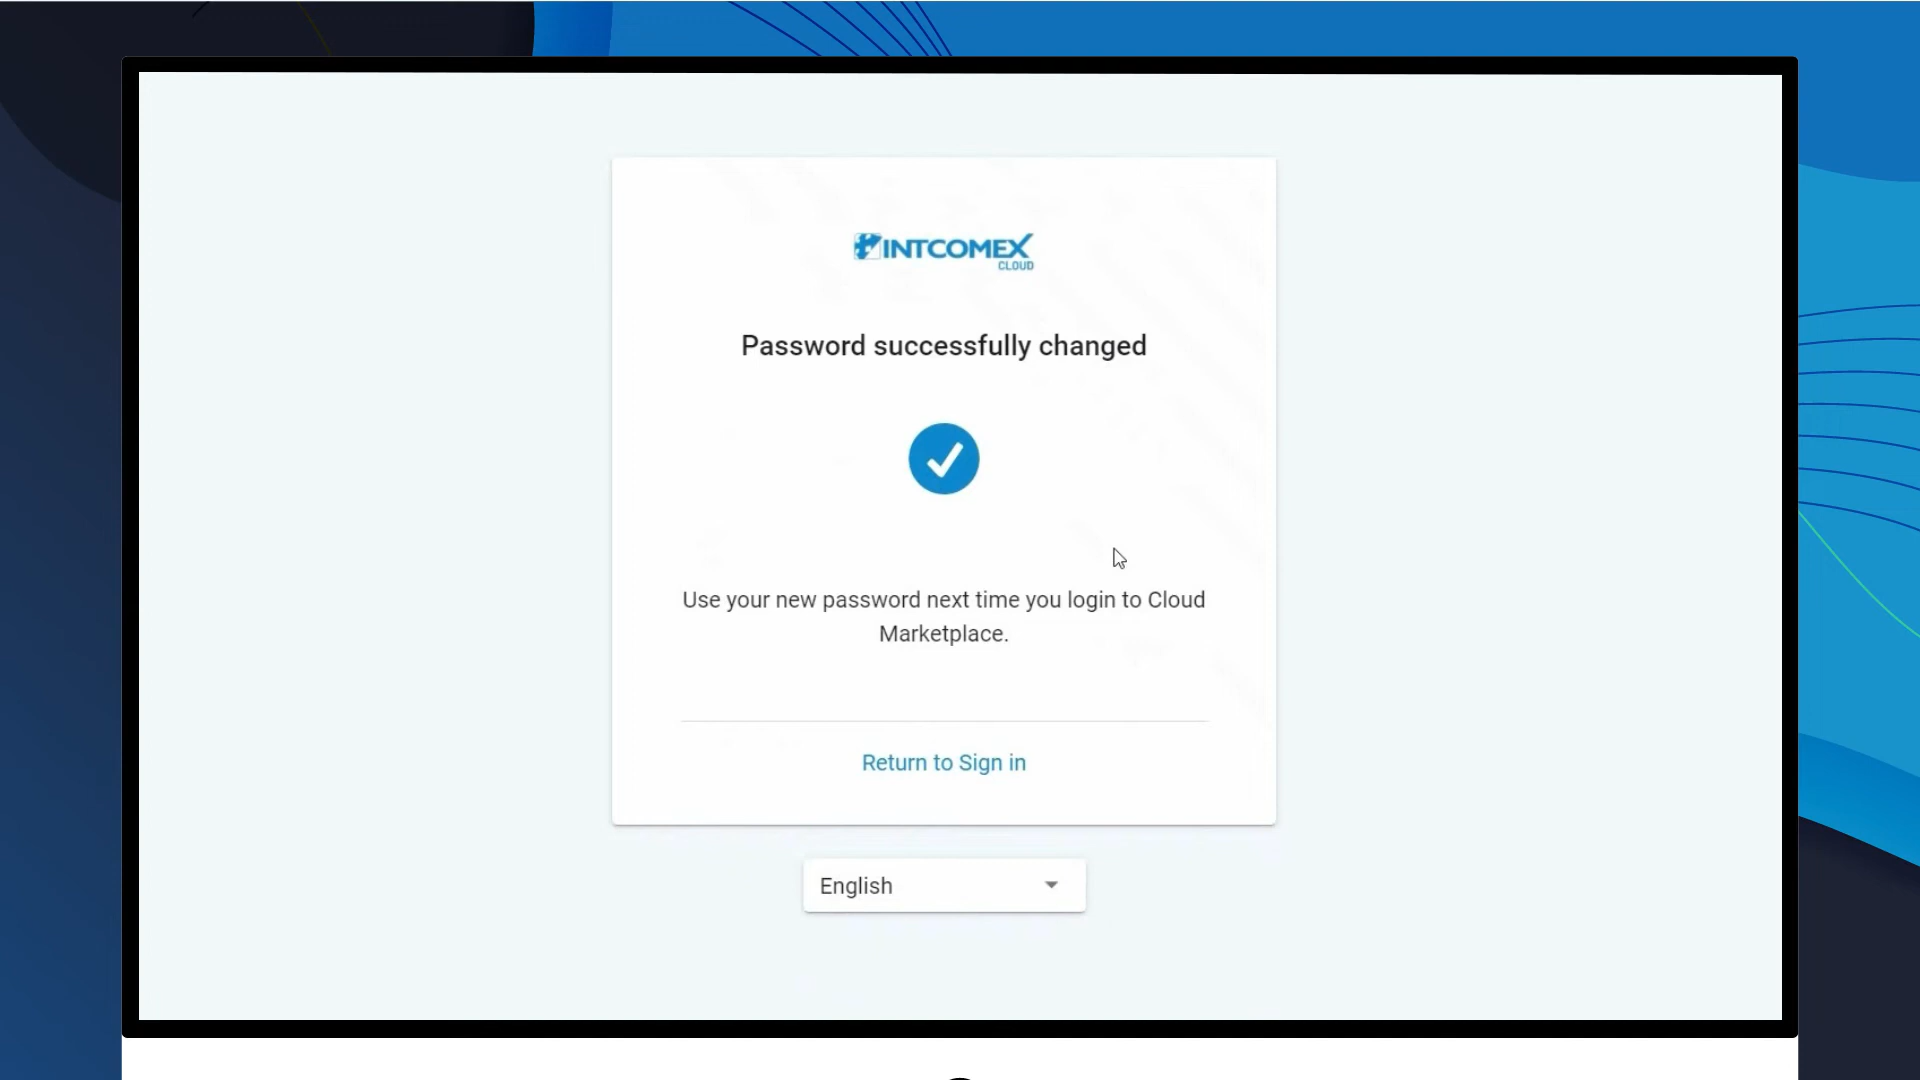 INTCOMEX
CLOUD
Password successfully changed
Use your new password next time you login to Cloud
Marketplace.
Return to Sign in
English